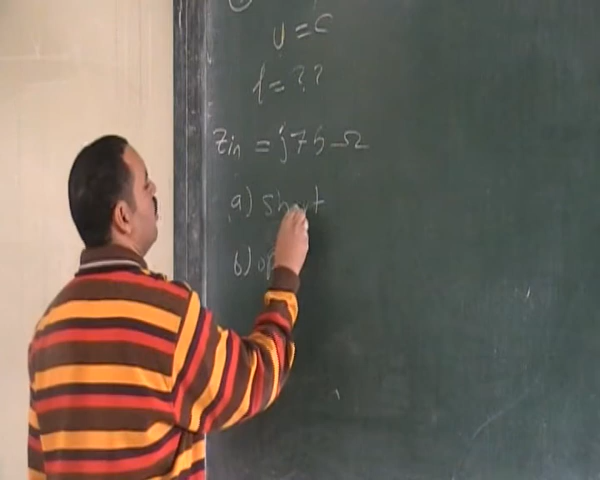 u = c
l = ??
Zin = j75 Ω
a) short
b) op